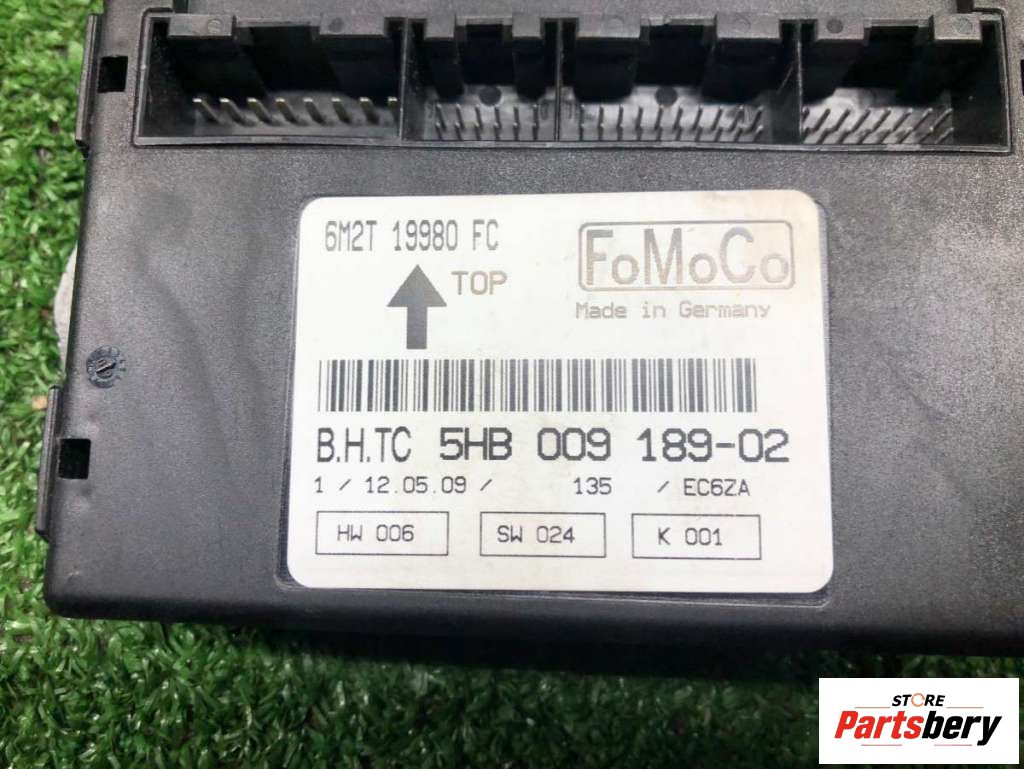 6M2T 19980 FC
FoMoCo
TOP
Made in Germany
B.H.TC 5HB 009 189-02
1 / 12.05.09 / 135 / EC6ZA
HW 006
SW 024
K 001
STORE
Partsbery